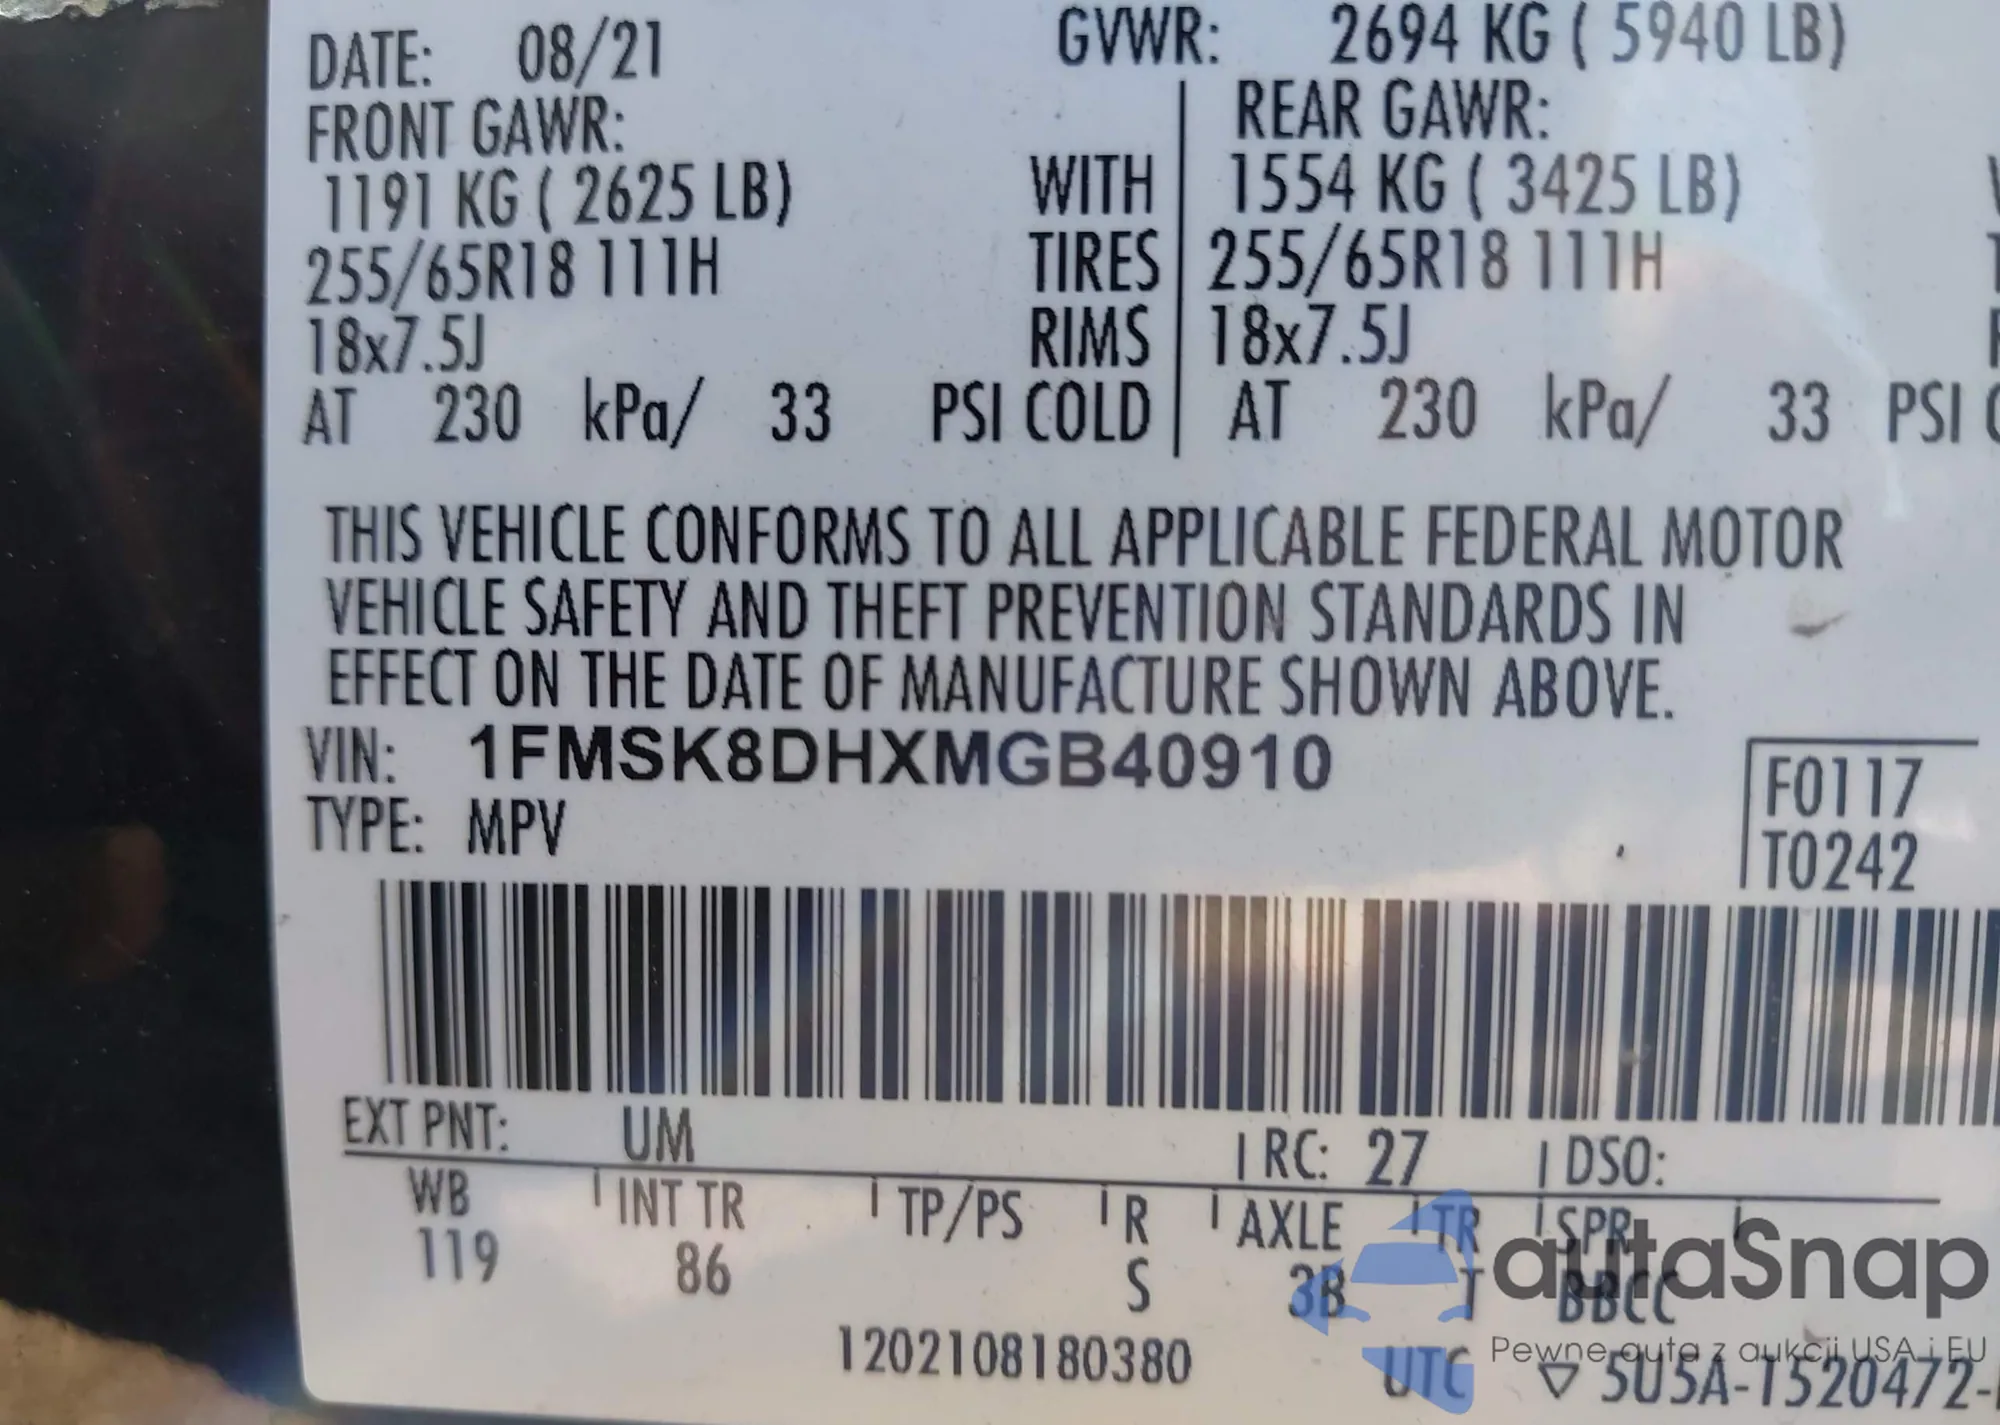 DATE: 08/21 GVWR: 2694 KG ( 5940 LB)
FRONT GAWR: REAR GAWR:
1191 KG ( 2625 LB) WITH 1554 KG ( 3425 LB)
255/65R18 111H TIRES 255/65R18 111H
18x7.5J RIMS 18x7.5J
AT 230 kPa/ 33 PSI COLD AT 230 kPa/ 33 PSI
THIS VEHICLE CONFORMS TO ALL APPLICABLE FEDERAL MOTOR
VEHICLE SAFETY AND THEFT PREVENTION STANDARDS IN
EFFECT ON THE DATE OF MANUFACTURE SHOWN ABOVE.
VIN: 1FMSK8DHXMGB40910
TYPE: MPV
F0117
T0242
EXT PNT: UM RC: 27 DSO:
WB INT TR TP/PS R AXLE TR SPR
119 86 S 3B T BBCC
1202108180380 UTC ▽ 5U5A-1520472-
autaSnap
Pewne auta z aukcji USA i EU